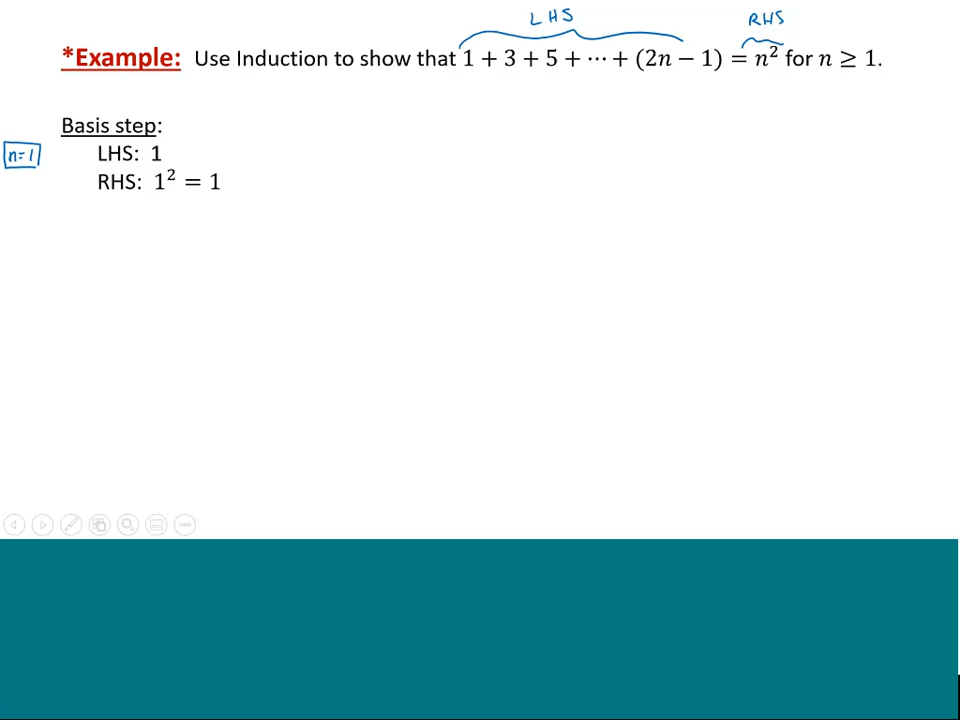 LHS RHS
*Example: Use Induction to show that 1 + 3 + 5 + ⋯ + (2n − 1) = n² for n ≥ 1.
Basis step:
n=1 LHS: 1
RHS: 1² = 1